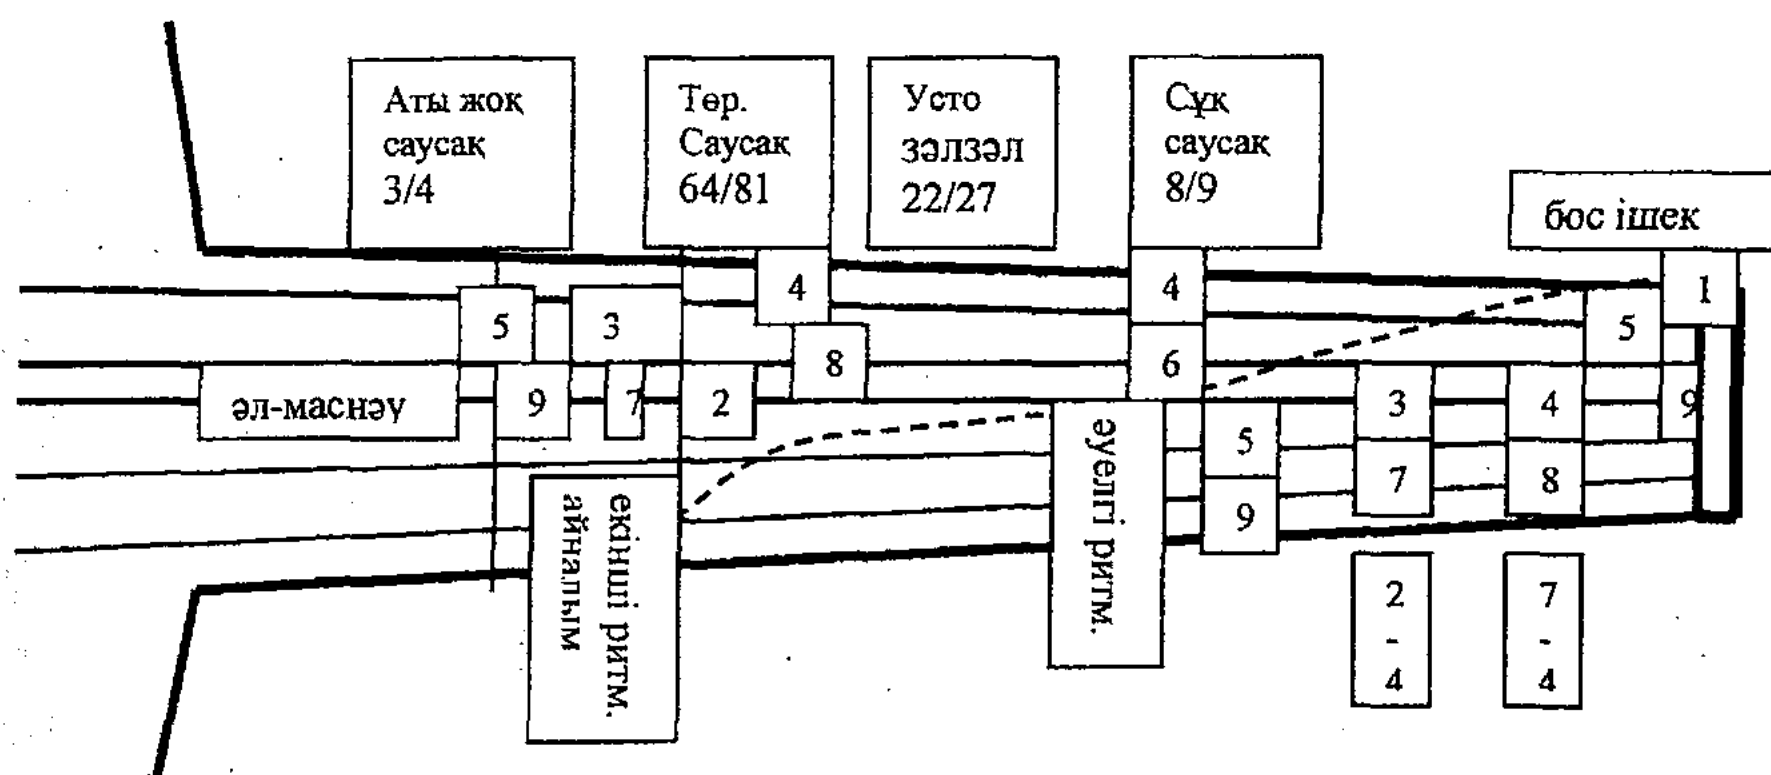 Аты жоқ
саусақ
3/4
Төр.
Саусақ
64/81
Усто
зәлзәл
22/27
Сұқ
саусақ
8/9
бос ішек
4
4
1
5
3
5
8
6
әл-маснәу
9
7
2
3
4
9
5
7
8
9
екінші ритм.
айналым
әуелгі ритм.
2
-
4
7
-
4